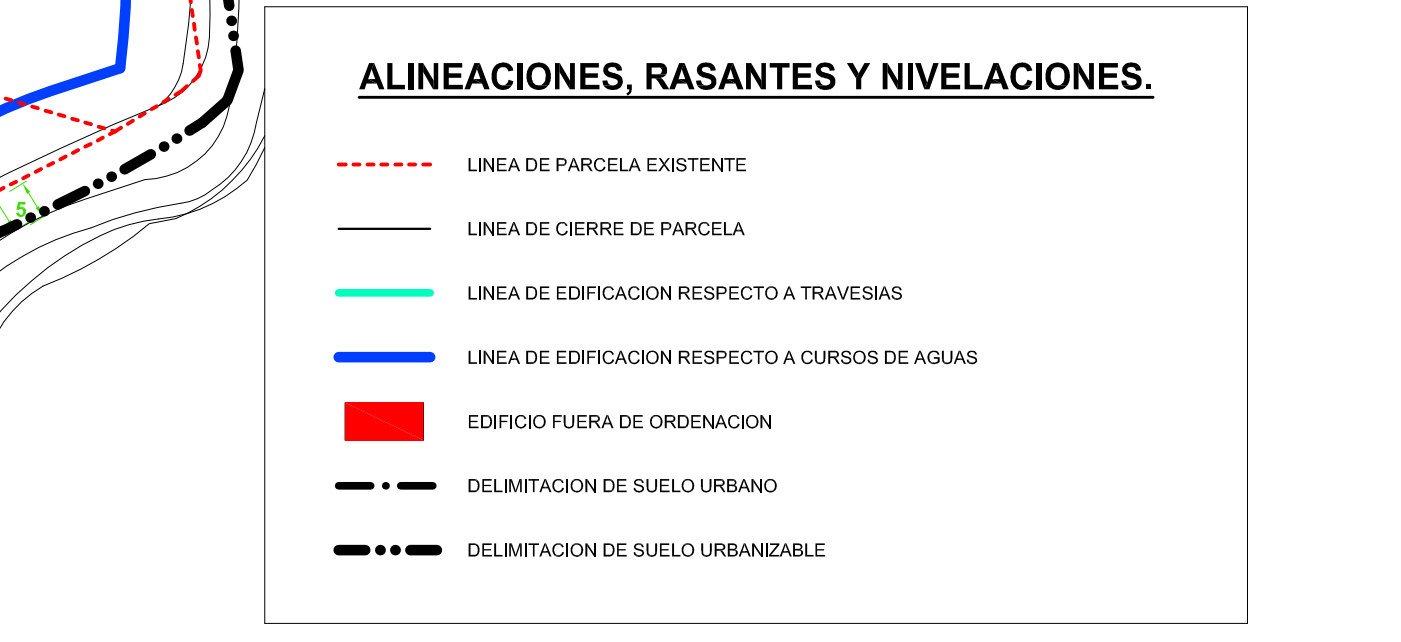 ALINEACIONES, RASANTES Y NIVELACIONES.
LINEA DE PARCELA EXISTENTE
LINEA DE CIERRE DE PARCELA
LINEA DE EDIFICACION RESPECTO A TRAVESIAS
LINEA DE EDIFICACION RESPECTO A CURSOS DE AGUAS
EDIFICIO FUERA DE ORDENACION
DELIMITACION DE SUELO URBANO
DELIMITACION DE SUELO URBANIZABLE
5